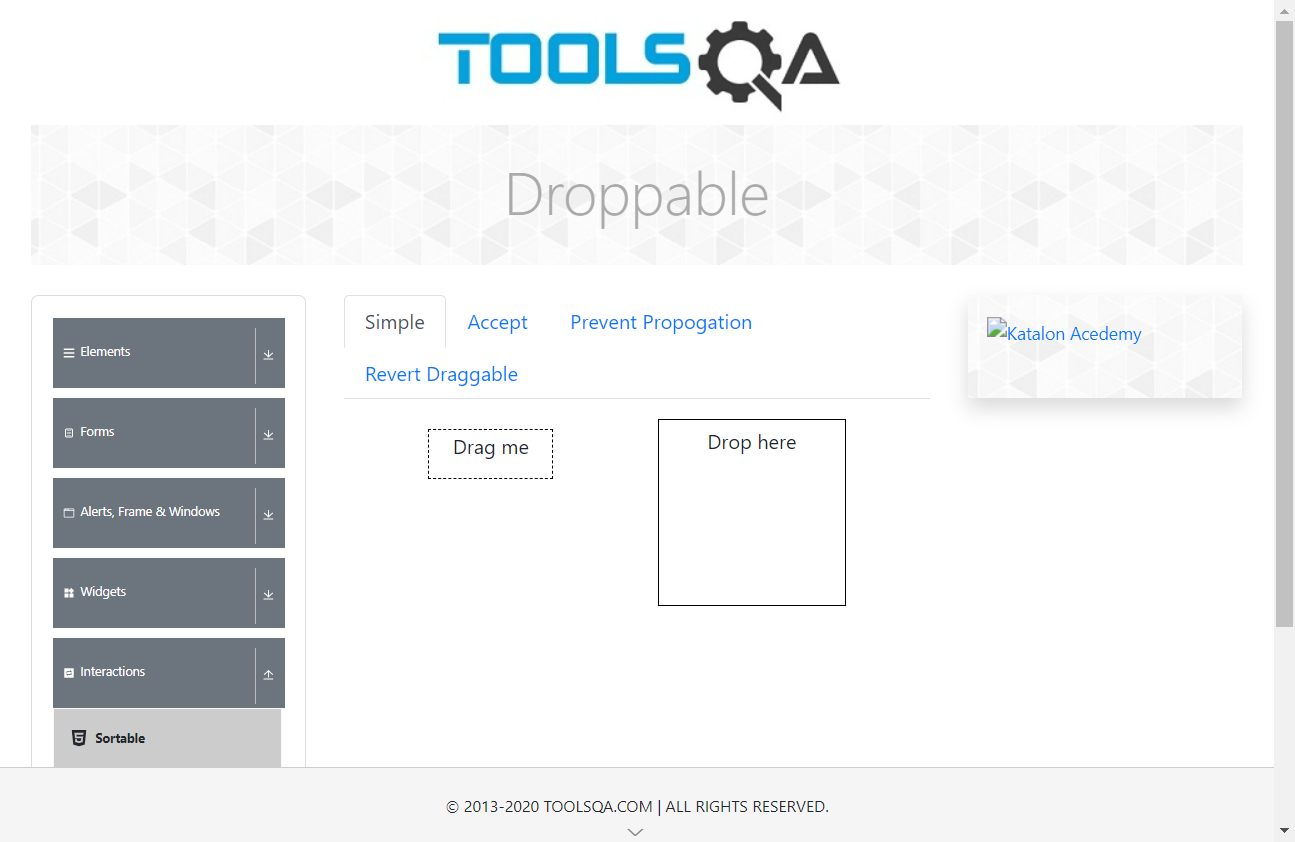 TOOLSQA
Droppable
Elements
Forms
Alerts, Frame & Windows
Widgets
Interactions
Sortable
Simple
Accept
Prevent Propogation
Revert Draggable
Drag me
Drop here
Katalon Acedemy
© 2013-2020 TOOLSQA.COM | ALL RIGHTS RESERVED.